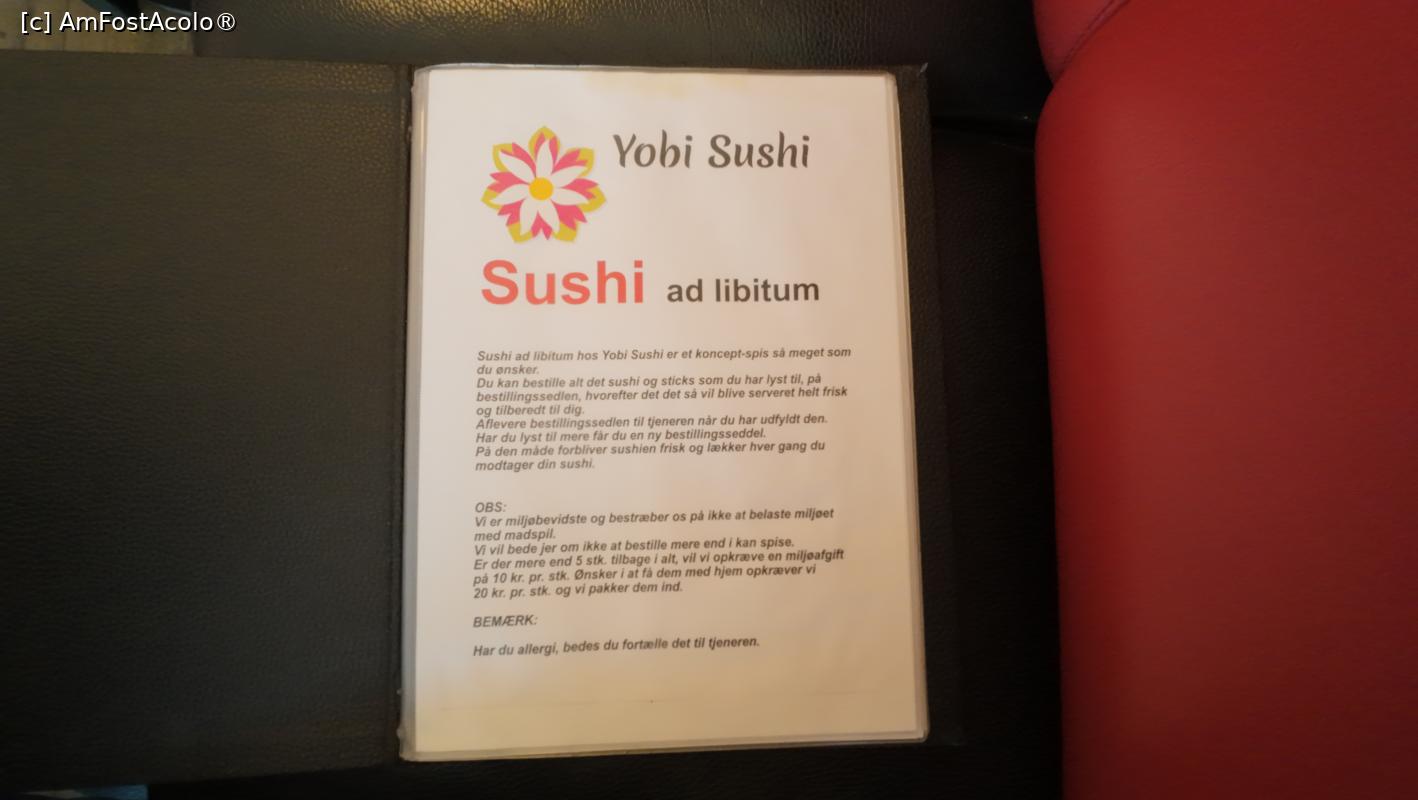 [c] AmFostAcolo®
Yobi Sushi
Sushi ad libitum
Sushi ad libitum hos Yobi Sushi er et koncept-spis så meget som
du ønsker.
Du kan bestille alt det sushi og sticks som du har lyst til, på
bestillingssedlen, hvorefter det det så vil blive serveret helt frisk
og tilberedt til dig.
Aflevere bestillingssedlen til tjeneren når du har udfyldt den.
Har du lyst til mere får du en ny bestillingsseddel.
På den måde forbliver sushien frisk og lækker hver gang du
modtager din sushi.
OBS:
Vi er miljøbevidste og bestræber os på ikke at belaste miljøet
med madspil.
Vi vil bede jer om ikke at bestille mere end i kan spise.
Er der mere end 5 stk. tilbage i alt, vil vi opkræve en miljøafgift
på 10 kr. pr. stk. Ønsker i at få dem med hjem opkræver vi
20 kr. pr. stk. og vi pakker dem ind.
BEMÆRK:
Har du allergi, bedes du fortælle det til tjeneren.